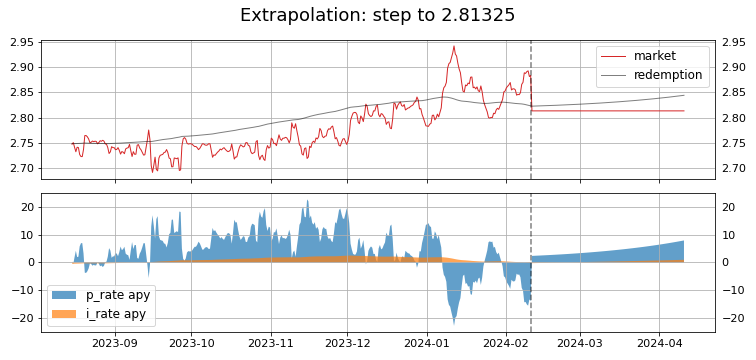 Extrapolation: step to 2.81325
2.95 2.95
2.90 2.90
2.85 2.85
2.80 2.80
2.75 2.75
2.70 2.70
market
redemption
20 20
10 10
0 0
−10 −10
−20 −20
p_rate apy
i_rate apy
2023-09 2023-10 2023-11 2023-12 2024-01 2024-02 2024-03 2024-04